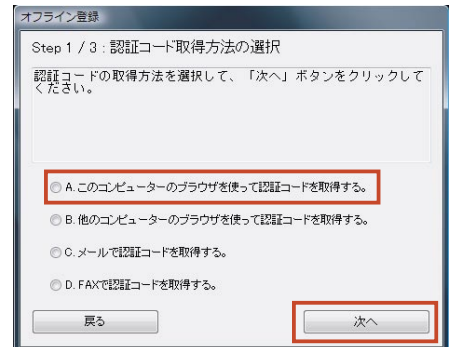 オフライン登録
Step 1 / 3 : 認証コード取得方法の選択
認証コードの取得方法を選択して、「次へ」ボタンをクリックして
ください。
A. このコンピューターのブラウザを使って認証コードを取得する。
B. 他のコンピューターのブラウザを使って認証コードを取得する。
C. メールで認証コードを取得する。
D. FAXで認証コードを取得する。
戻る
次へ